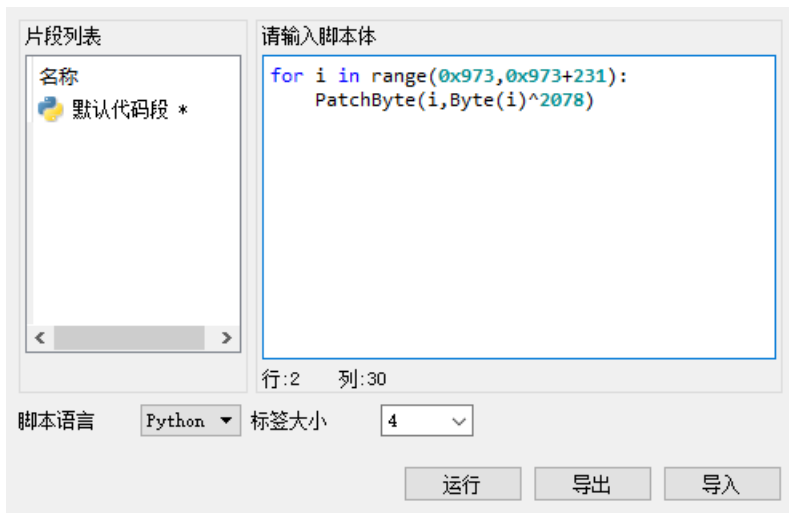 片段列表
请输入脚本体
名称
默认代码段 *
for i in range(0x973,0x973+231):
    PatchByte(i,Byte(i)^2078)
行:2 列:30
脚本语言 Python 标签大小 4
运行 导出 导入